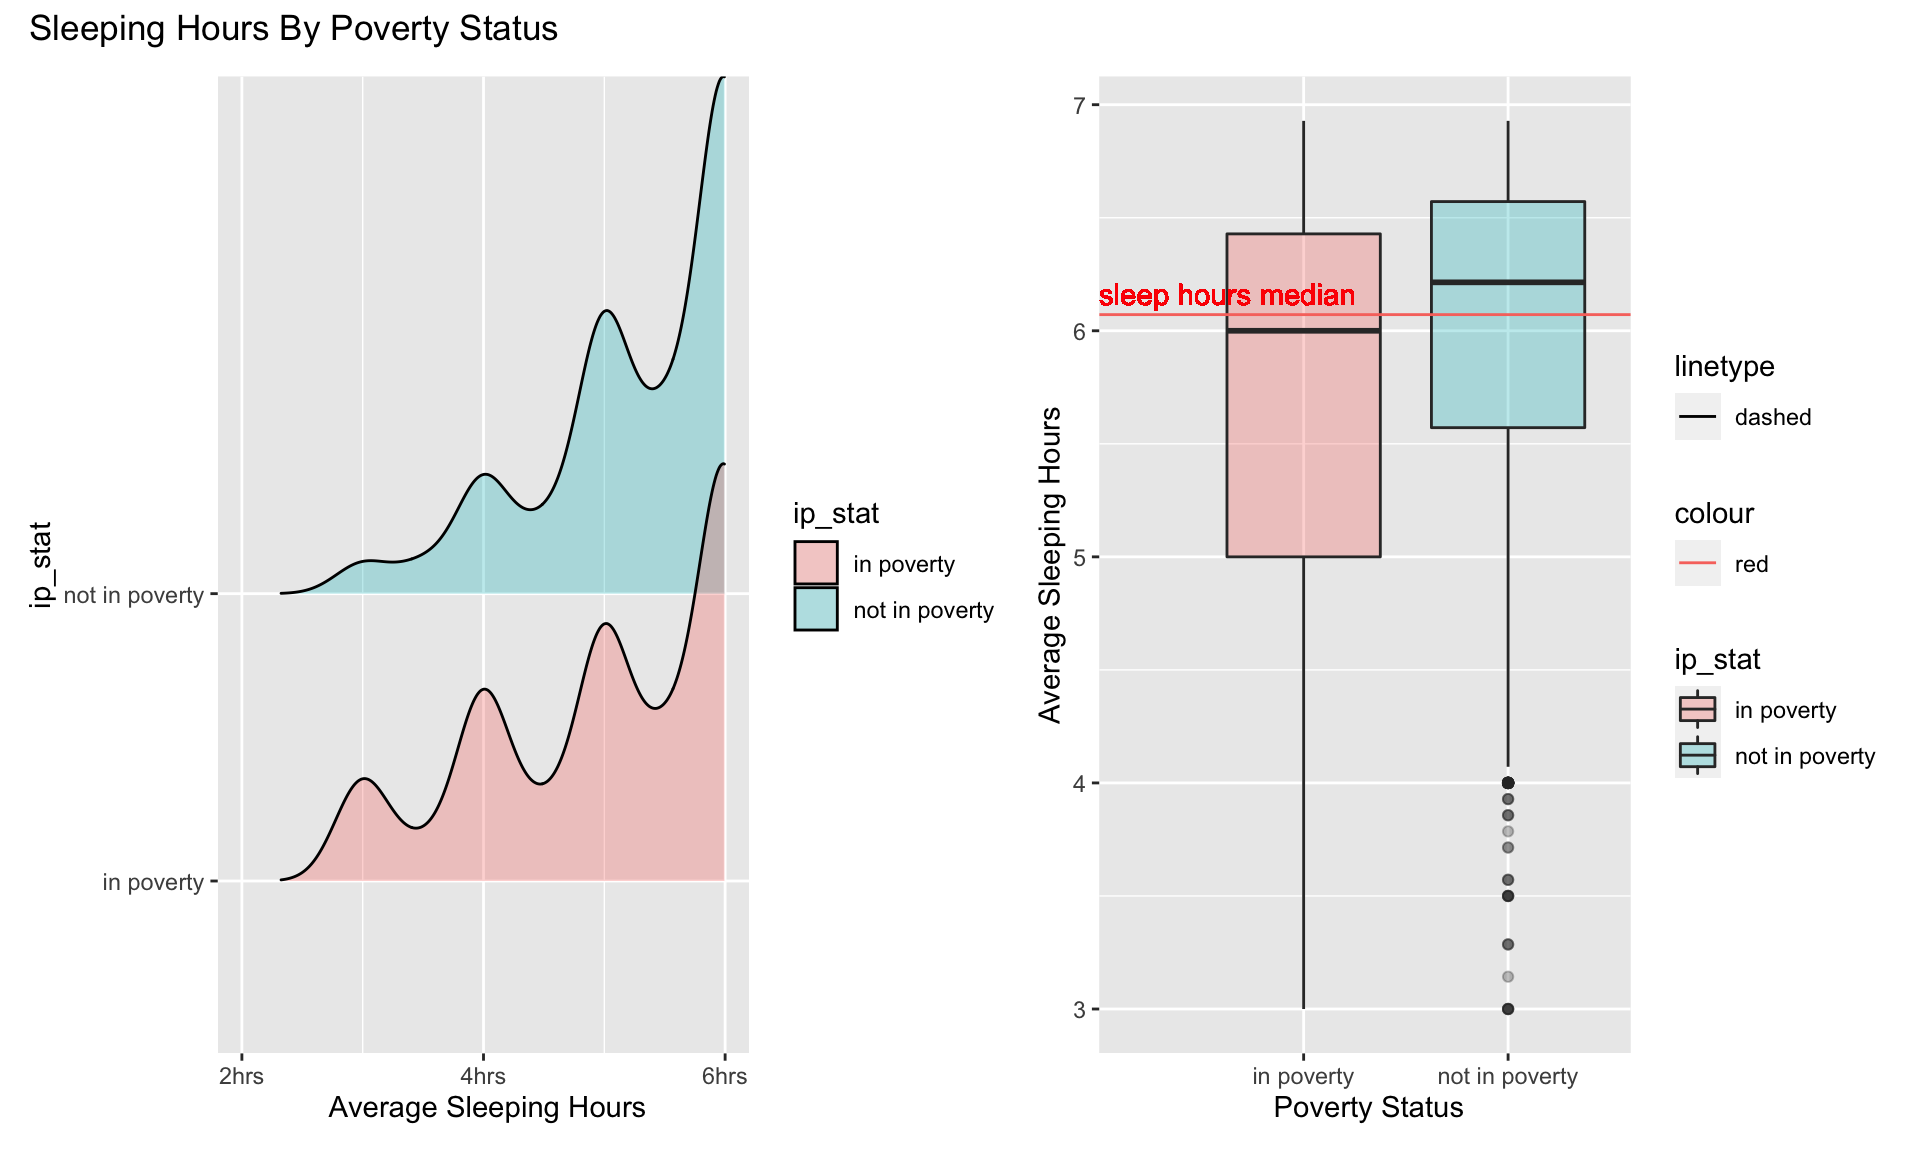 Sleeping Hours By Poverty Status
ip_stat
not in poverty
in poverty
2hrs
4hrs
6hrs
Average Sleeping Hours
ip_stat
in poverty
not in poverty
Average Sleeping Hours
7
6
5
4
3
sleep hours median
in poverty
not in poverty
Poverty Status
linetype
dashed
colour
red
ip_stat
in poverty
not in poverty